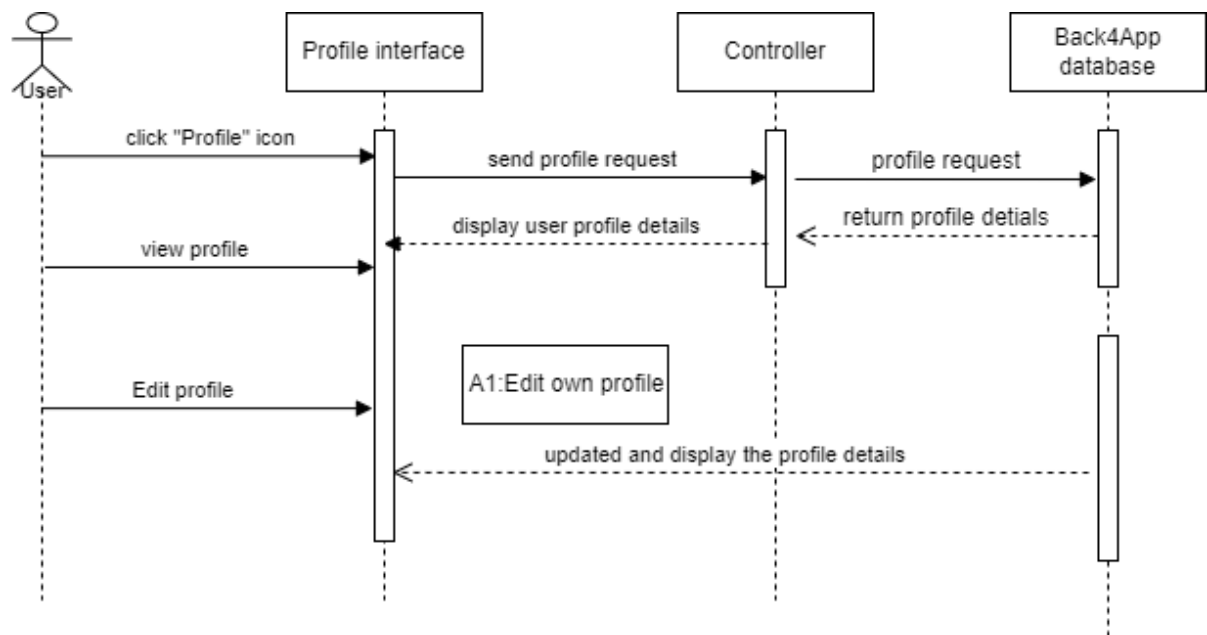 User
Profile interface
Controller
Back4App
database
click "Profile" icon
send profile request
profile request
return profile detials
display user profile details
view profile
A1:Edit own profile
Edit profile
updated and display the profile details